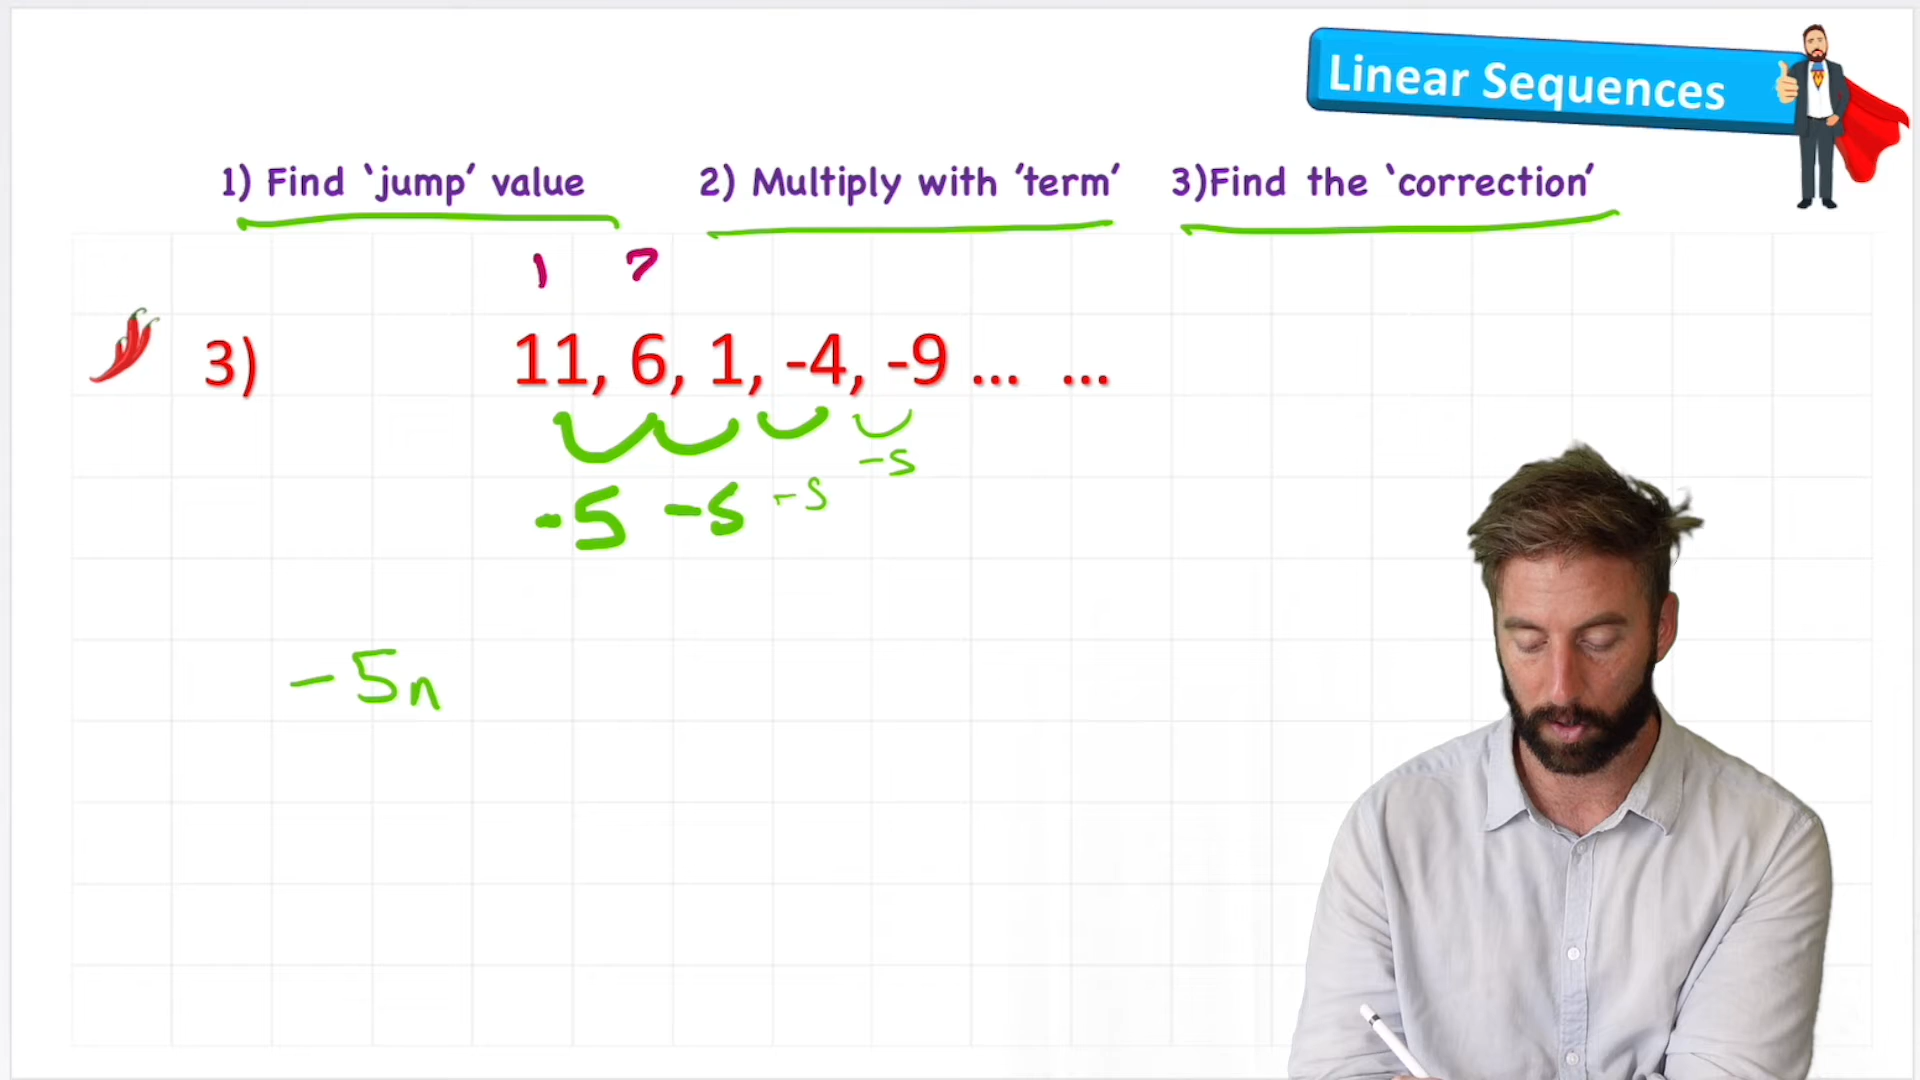 Linear Sequences
1) Find ‘jump’ value 2) Multiply with ‘term’ 3)Find the ‘correction’
1
3) 11, 6, 1, -4, -9 ... ...
-5 -5 -5 -5
-5n